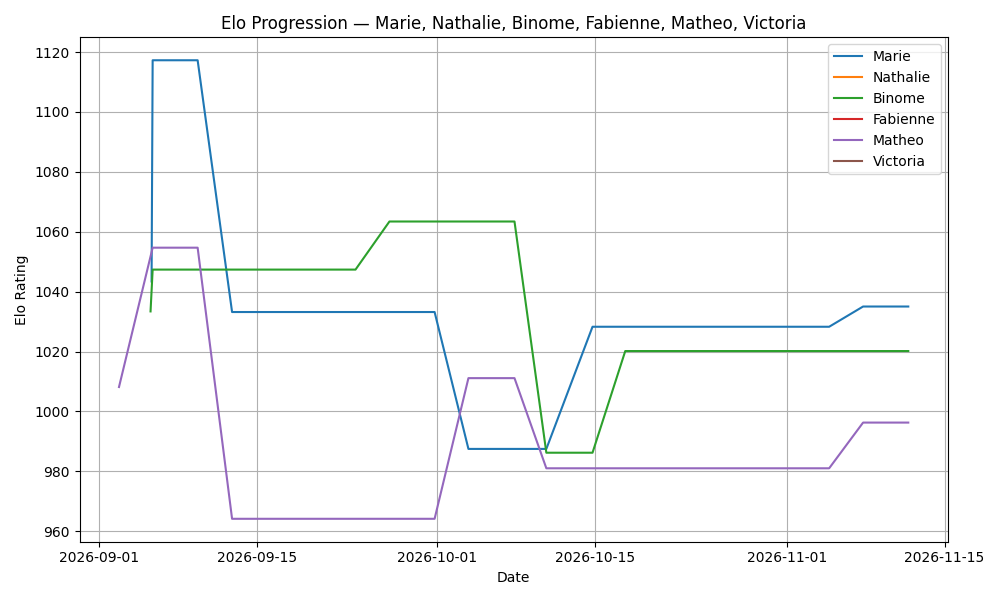 Elo Progression — Marie, Nathalie, Binome, Fabienne, Matheo, Victoria
Elo Rating
1120
1100
1080
1060
1040
1020
1000
980
960
Marie
Nathalie
Binome
Fabienne
Matheo
Victoria
2026-09-01 2026-09-15 2026-10-01 2026-10-15 2026-11-01 2026-11-15
Date